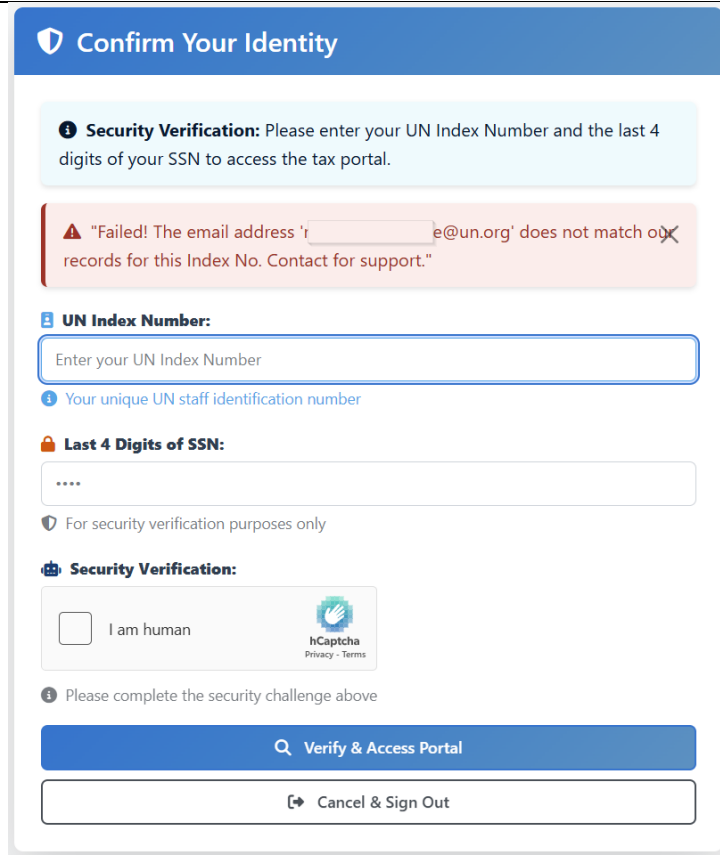 Confirm Your Identity
Security Verification: Please enter your UN Index Number and the last 4
digits of your SSN to access the tax portal.
"Failed! The email address 'r e@un.org' does not match our
records for this Index No. Contact for support."
UN Index Number:
Enter your UN Index Number
Your unique UN staff identification number
Last 4 Digits of SSN:
••••
For security verification purposes only
Security Verification:
I am human
hCaptcha
Privacy - Terms
Please complete the security challenge above
Verify & Access Portal
Cancel & Sign Out